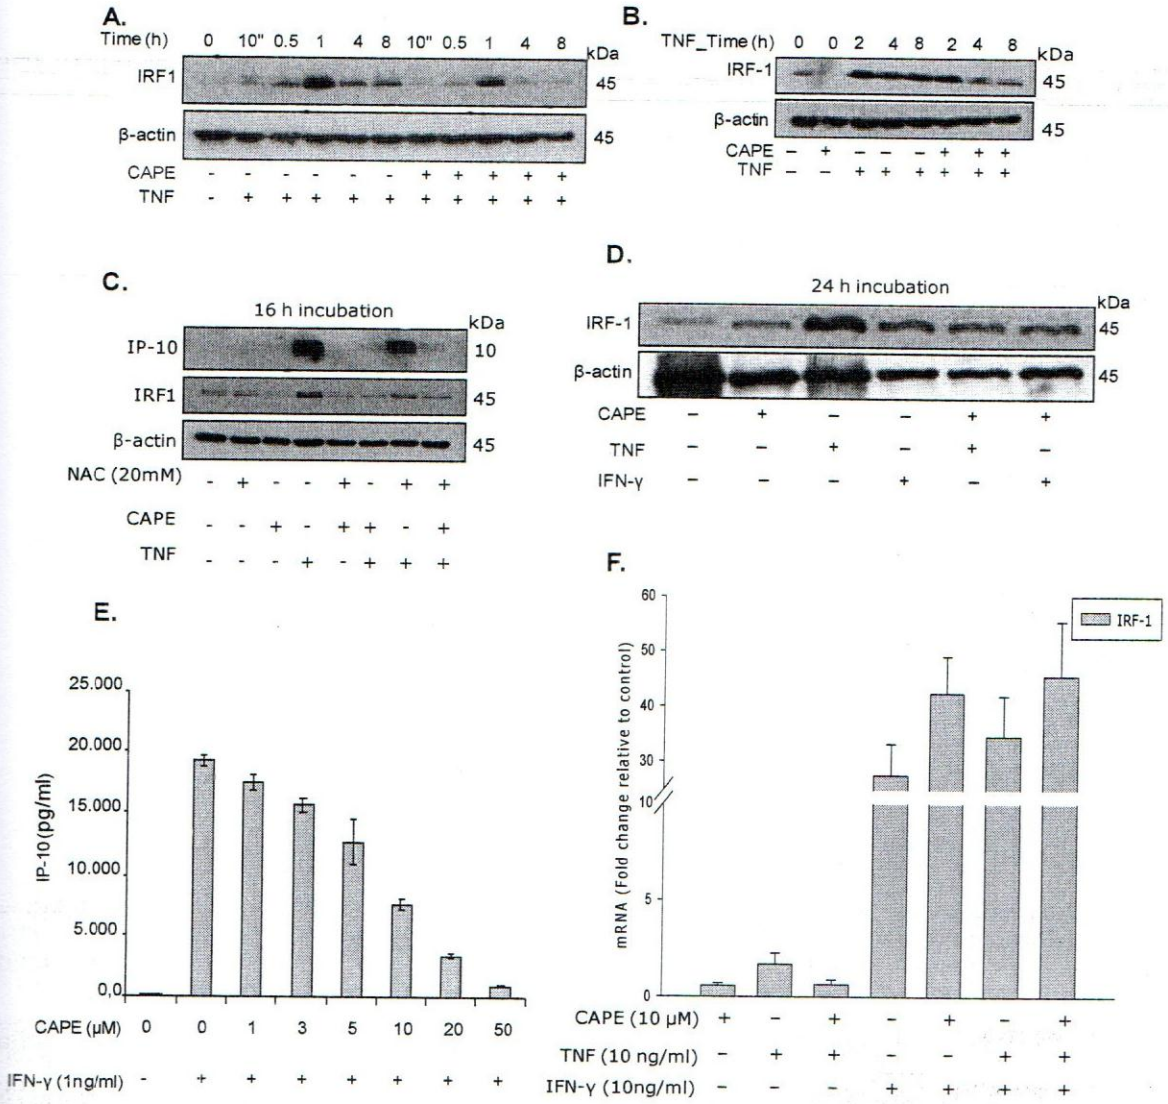 A.
Time (h) 0 10" 0.5 1 4 8 10" 0.5 1 4 8
kDa
IRF1 45
β-actin 45
CAPE - - - - - - + + + + +
TNF - + + + + + + + + + +
B.
TNF_Time (h) 0 0 2 4 8 2 4 8
kDa
IRF-1 45
β-actin 45
CAPE – + – – – + + +
TNF – – + + + + + +
C.
16 h incubation
kDa
IP-10 10
IRF1 45
β-actin 45
NAC (20mM) - + - - + - + +
CAPE - - + - + + - +
TNF - - - + - + + +
D.
24 h incubation
kDa
IRF-1 45
β-actin 45
CAPE – + – – + +
TNF – – + – + –
IFN-γ – – – + – +
E.
IP-10 (pg/ml)
25.000
20.000
15.000
10.000
5.000
0,0
CAPE (µM) 0 0 1 3 5 10 20 50
IFN-γ (1ng/ml) - + + + + + + +
F.
IRF-1
mRNA (Fold change relative to control)
60
50
40
30
10
5
0
CAPE (10 µM) + – + – + – +
TNF (10 ng/ml) – + + – – + +
IFN-γ (10ng/ml) – – – + + + +